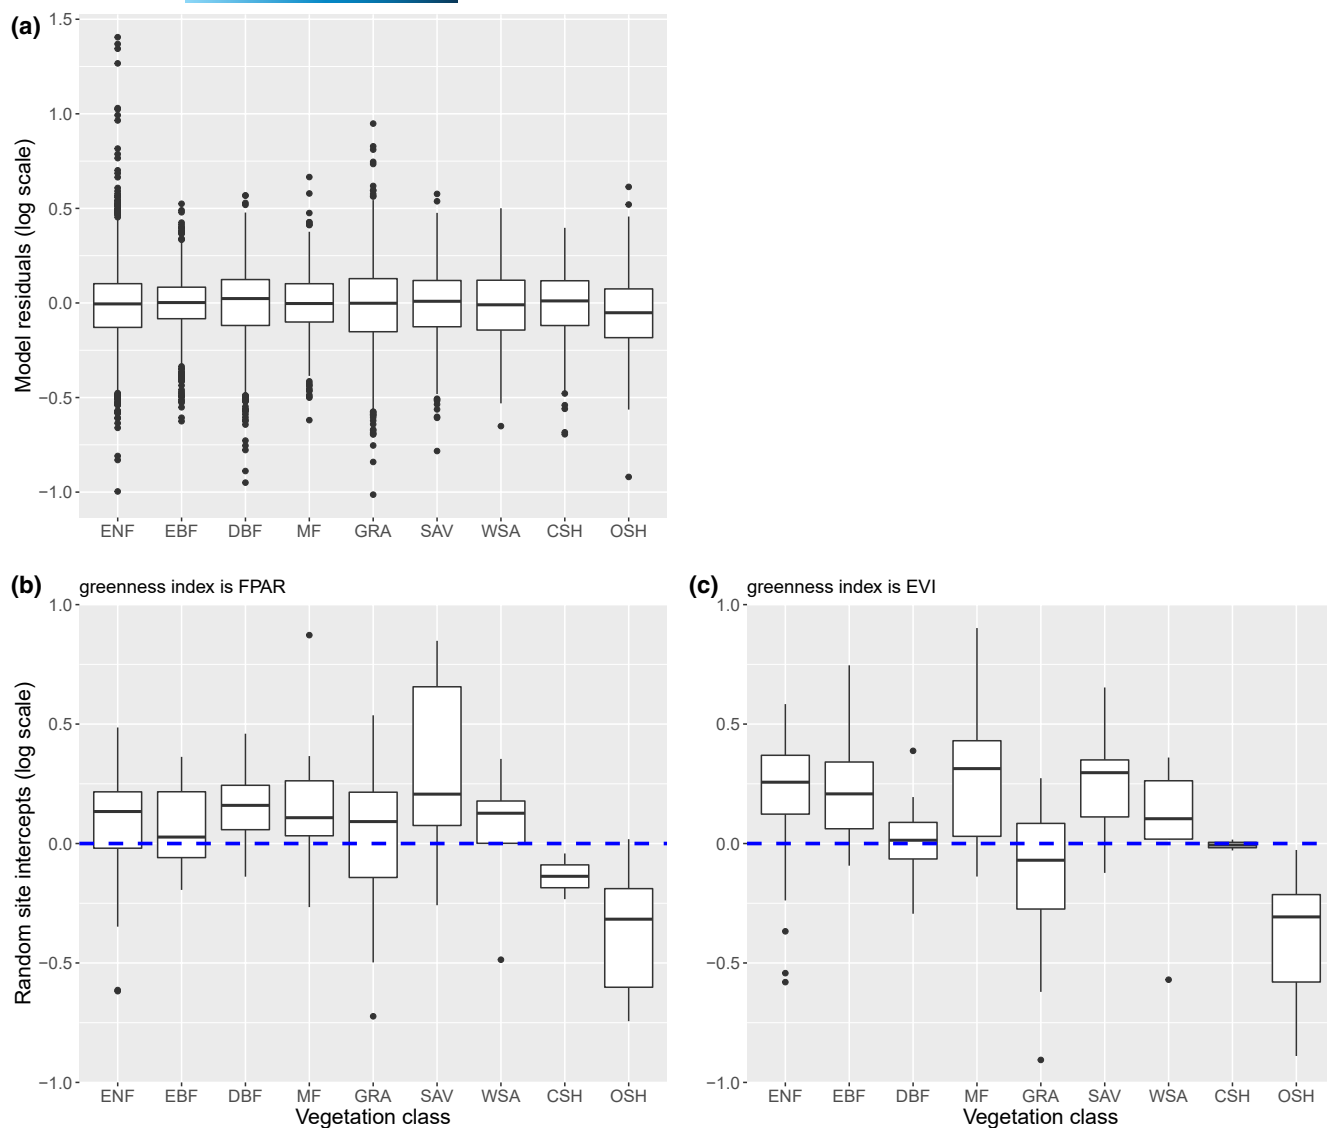 (a)
Model residuals (log scale)
1.5
1.0
0.5
0.0
−0.5
−1.0
ENF EBF DBF MF GRA SAV WSA CSH OSH
(b) greenness index is FPAR
Random site intercepts (log scale)
1.0
0.5
0.0
−0.5
−1.0
ENF EBF DBF MF GRA SAV WSA CSH OSH
Vegetation class
(c) greenness index is EVI
1.0
0.5
0.0
−0.5
−1.0
ENF EBF DBF MF GRA SAV WSA CSH OSH
Vegetation class